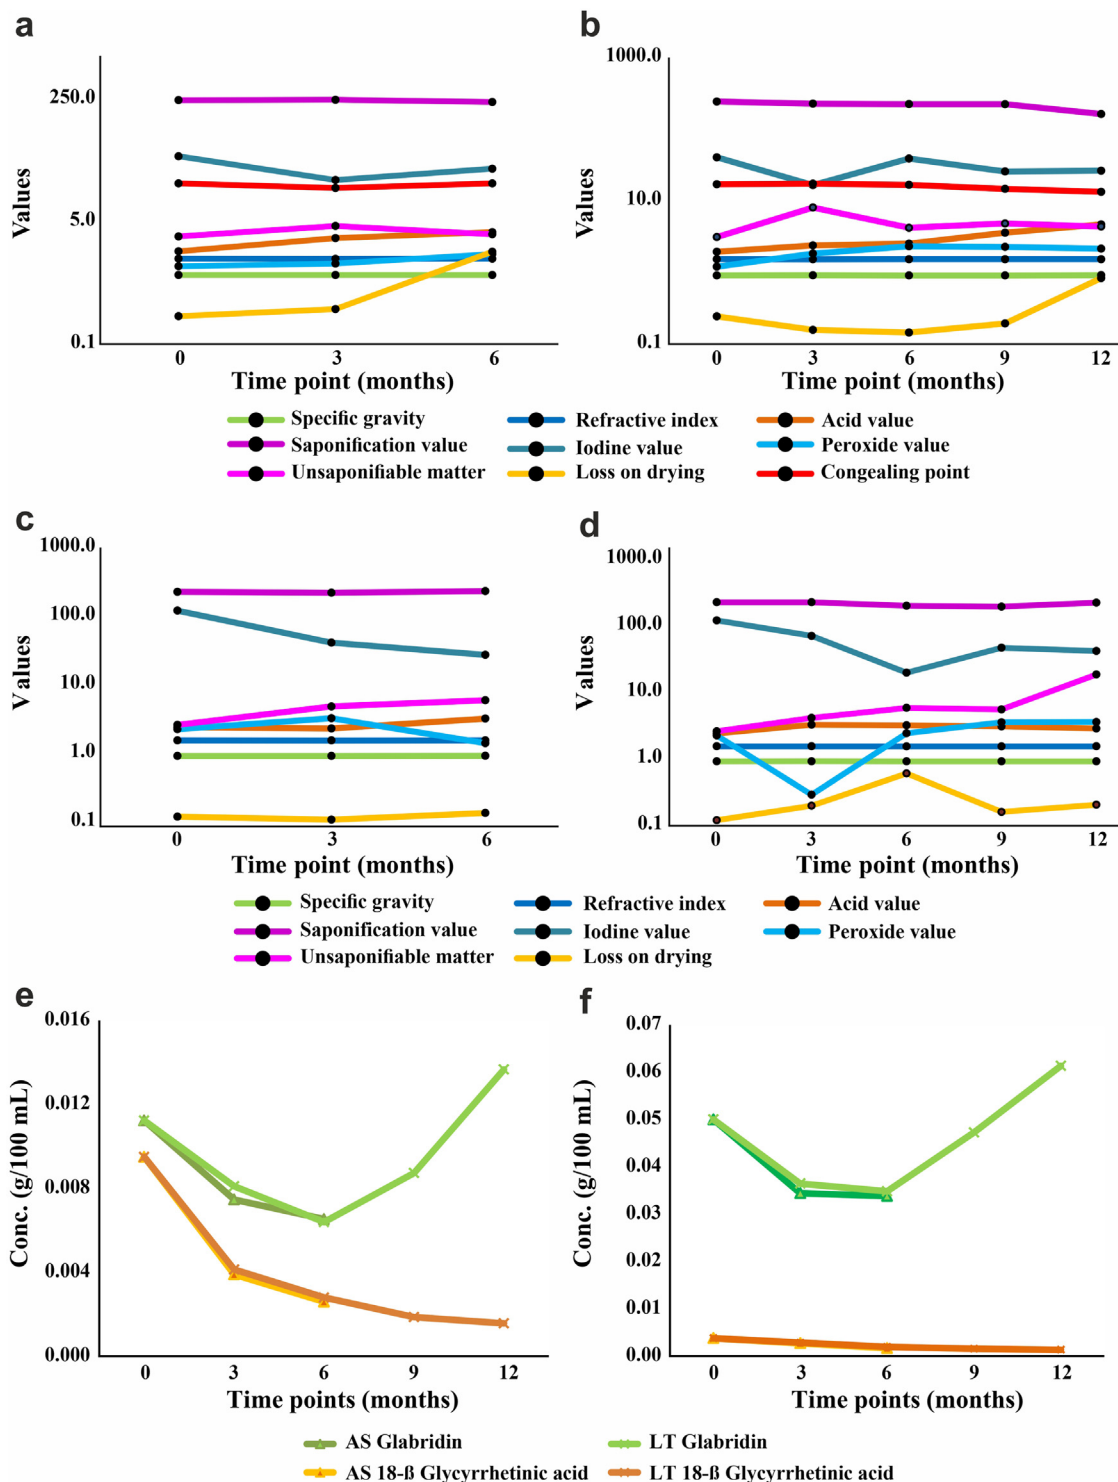 a
250.0
5.0
0.1
Values
0 3 6
Time point (months)
b
1000.0
10.0
0.1
Values
0 3 6 9 12
Time point (months)
Specific gravity Refractive index Acid value
Saponification value Iodine value Peroxide value
Unsaponifiable matter Loss on drying Congealing point
c
1000.0
100.0
10.0
1.0
0.1
Values
0 3 6
Time point (months)
d
1000.0
100.0
10.0
1.0
0.1
Values
0 3 6 9 12
Time point (months)
Specific gravity Refractive index Acid value
Saponification value Iodine value Peroxide value
Unsaponifiable matter Loss on drying
e
0.016
0.012
0.008
0.004
0.000
Conc. (g/100 mL)
0 3 6 9 12
Time points (months)
f
0.07
0.06
0.05
0.04
0.03
0.02
0.01
0.00
Conc. (g/100 mL)
0 3 6 9 12
Time points (months)
AS Glabridin LT Glabridin
AS 18-ß Glycyrrhetinic acid LT 18-ß Glycyrrhetinic acid